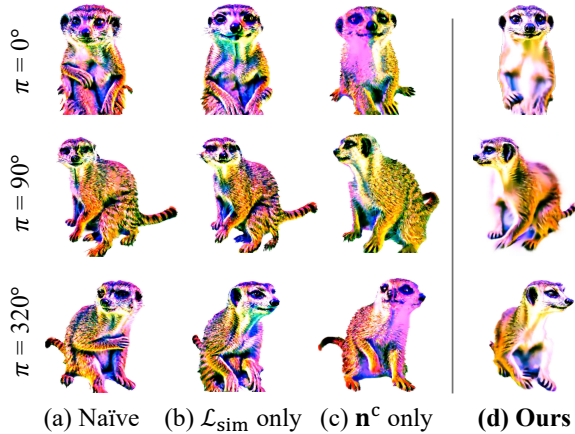 π = 0°
π = 90°
π = 320°
(a) Naïve (b) ℒsim only (c) nᶜ only (d) Ours